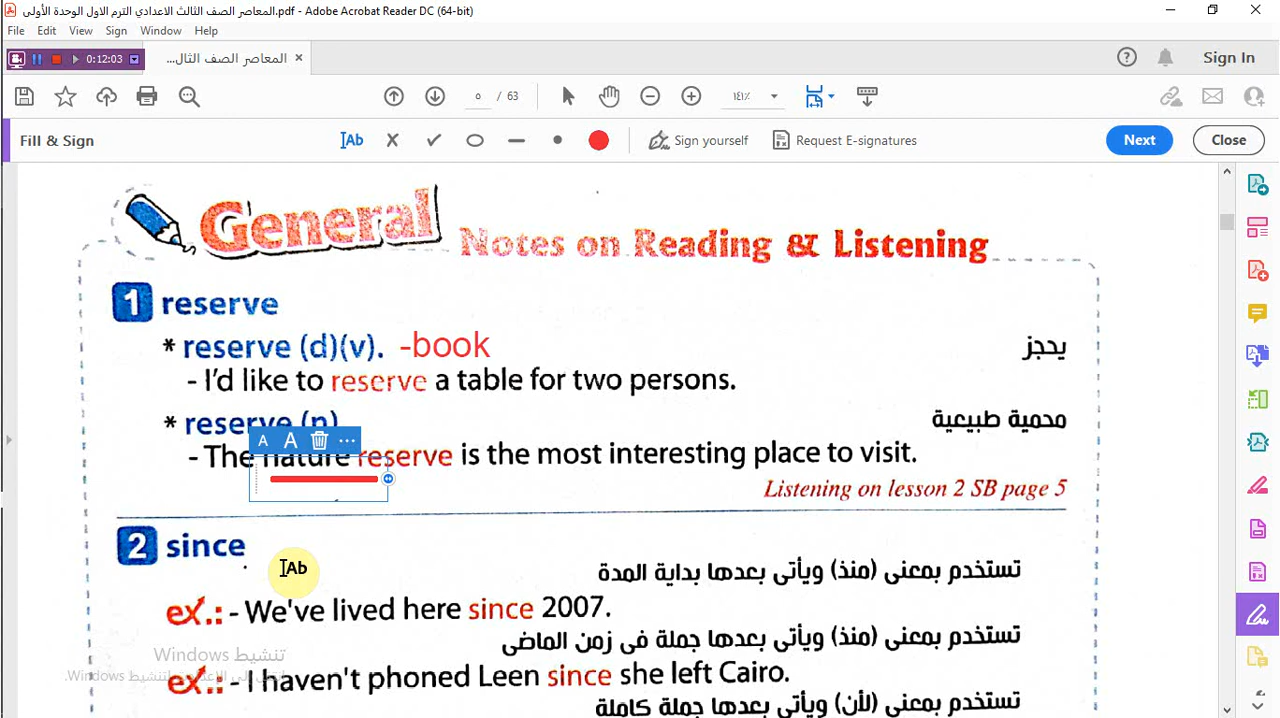 المعاصر الصف الثالث الاعدادي الترم الاول الوحدة الأولى.pdf - Adobe Acrobat Reader DC (64-bit)
File Edit View Sign Window Help
0:12:03 المعاصر الصف الثال... ×
Sign In
٥ / 63 ١٤١٪
Fill & Sign
Ab Sign yourself Request E-signatures Next Close
General Notes on Reading & Listening
1 reserve
* reserve (d)(v). -book يحجز
- I'd like to reserve a table for two persons.
* reserve (n) محمية طبيعية
A A ...
- The nature reserve is the most interesting place to visit.
Listening on lesson 2 SB page 5
2 since
Ab
تستخدم بمعنى (منذ) ويأتى بعدها بداية المدة
ex.: - We've lived here since 2007.
تستخدم بمعنى (منذ) ويأتى بعدها جملة فى زمن الماضى
تنشيط Windows
ex.: - I haven't phoned Leen since she left Cairo.
لتنشيط Windows.
تستخدم بمعنى (لأن) ويأتى بعدها جملة كاملة